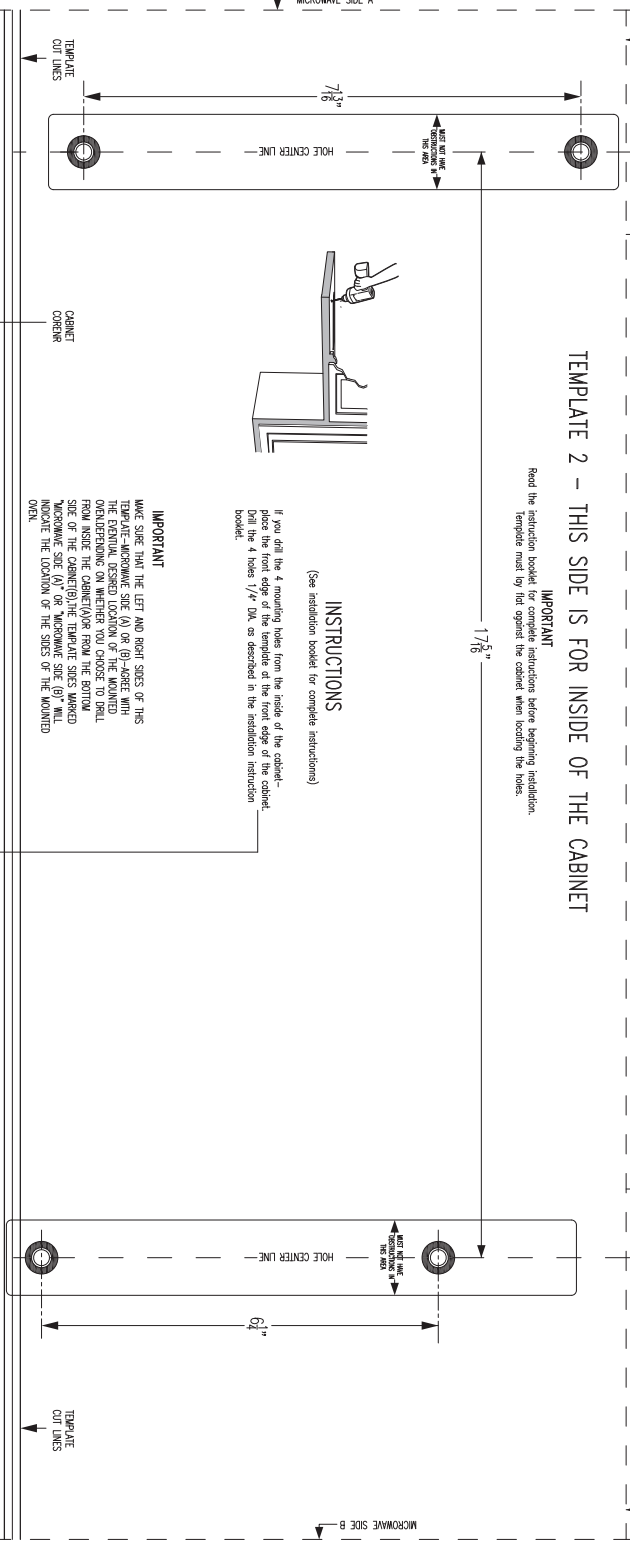 MICROWAVE SIDE A
TEMPLATE 2 - THIS SIDE IS FOR INSIDE OF THE CABINET
IMPORTANT
Read the instruction booklet for complete instructions before beginning installation.
Template must lay flat against the cabinet when locating the holes.
17 5/16"
7 13/16"
MUST NOT HAVE
OBSTRUCTIONS IN
THIS AREA
HOLE CENTER LINE
INSTRUCTIONS
(See installation booklet for complete instructionns)
If you drill the 4 mounting holes from the inside of the cabinet-
place the front edge of the template at the front edge of the cabinet.
Drill the 4 holes 1/4" DIA. as described in the installation instruction
booklet.
MUST NOT HAVE
OBSTRUCTIONS IN
THIS AREA
HOLE CENTER LINE
6 1/4"
IMPORTANT
MAKE SURE THAT THE LEFT AND RIGHT SIDES OF THIS
TEMPLATE-MICROWAVE SIDE (A) OR (B)-AGREE WITH
THE EVENTUAL DESIRED LOCATION OF THE MOUNTED
OVEN.DEPENDING ON WHETHER YOU CHOOSE TO DRILL
FROM INSIDE THE CABINET(A)OR FROM THE BOTTOM
SIDE OF THE CABINET(B),THE TEMPLATE SIDES MARKED
"MICROWAVE SIDE (A)" OR "MICROWAVE SIDE (B)" WILL
INDICATE THE LOCATION OF THE SIDES OF THE MOUNTED
OVEN.
TEMPLATE
CUT LINES
CABINET
CORENR
TEMPLATE
CUT LINES
MICROWAVE SIDE B